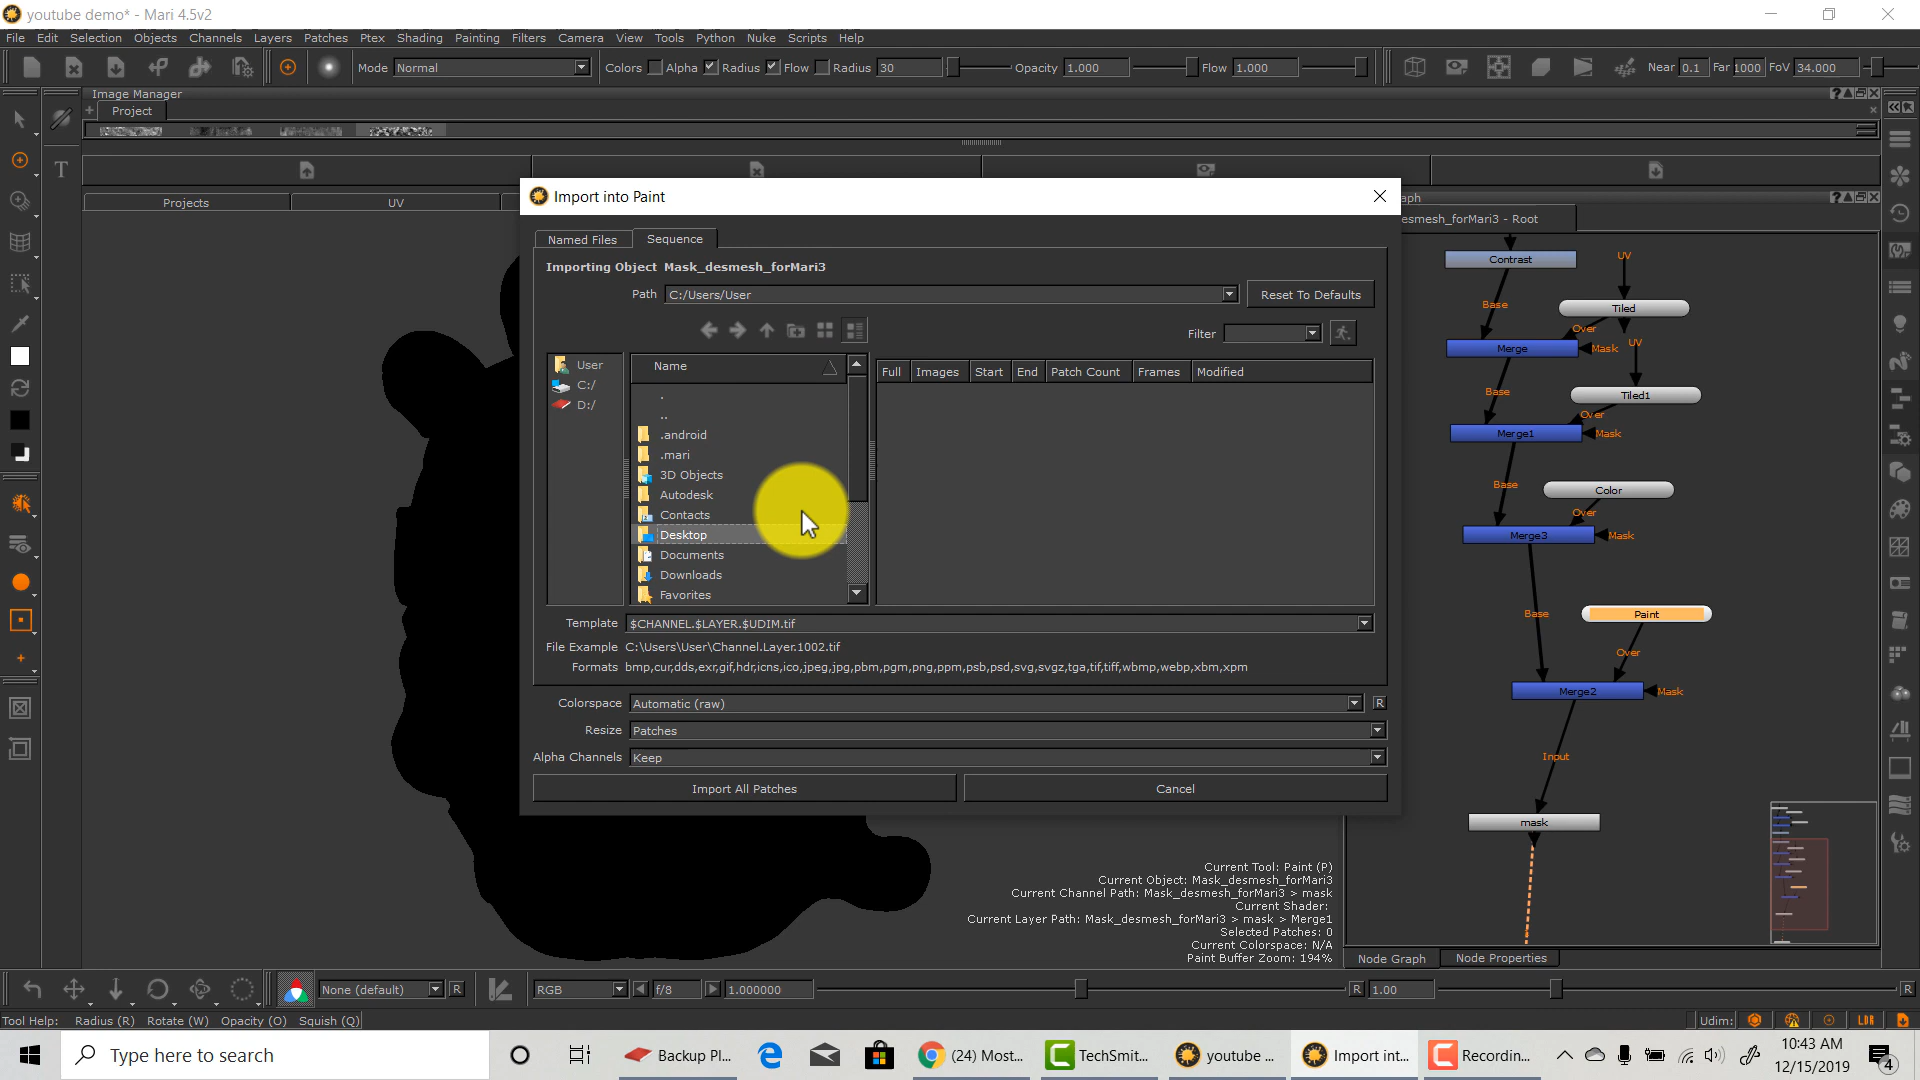 youtube demo* - Mari 4.5v2
File Edit Selection Objects Channels Layers Patches Ptex Shading Painting Filters Camera View Tools Python Nuke Scripts Help
Mode Normal Colors Alpha Radius Flow Radius 30 Opacity 1.000 Flow 1.000 Near 0.1 Far 1000 FoV 34.000
Image Manager
Project
Projects UV
Import into Paint
Named Files Sequence
Importing Object Mask_desmesh_forMari3
Path C:/Users/User Reset To Defaults
Filter
User
C:/
D:/
Name
.
..
.android
.mari
3D Objects
Autodesk
Contacts
Desktop
Documents
Downloads
Favorites
Full Images Start End Patch Count Frames Modified
Template $CHANNEL.$LAYER.$UDIM.tif
File Example C:\Users\User\Channel.Layer.1002.tif
Formats bmp,cur,dds,exr,gif,hdr,icns,ico,jpeg,jpg,pbm,pgm,png,ppm,psb,psd,svg,svgz,tga,tif,tiff,wbmp,webp,xbm,xpm
Colorspace Automatic (raw) R
Resize Patches
Alpha Channels Keep
Import All Patches Cancel
aph
esmesh_forMari3 - Root
Contrast UV
Base Tiled
Over
Merge Mask UV
Base Tiled1
Over
Merge1 Mask
Base Color
Over
Merge3 Mask
Base Paint
Over
Merge2 Mask
Input
mask
Current Tool: Paint (P)
Current Object: Mask_desmesh_forMari3
Current Channel Path: Mask_desmesh_forMari3 > mask
Current Shader:
Current Layer Path: Mask_desmesh_forMari3 > mask > Merge1
Selected Patches: 0
Current Colorspace: N/A
Paint Buffer Zoom: 194%
Node Graph Node Properties
None (default) R RGB f/8 1.000000 R 1.00 R
Tool Help: Radius (R) Rotate (W) Opacity (O) Squish (Q) Udim: LDR
Type here to search
Backup Pl... (24) Most... TechSmit... youtube ... Import int... Recordin...
10:43 AM
12/15/2019
4